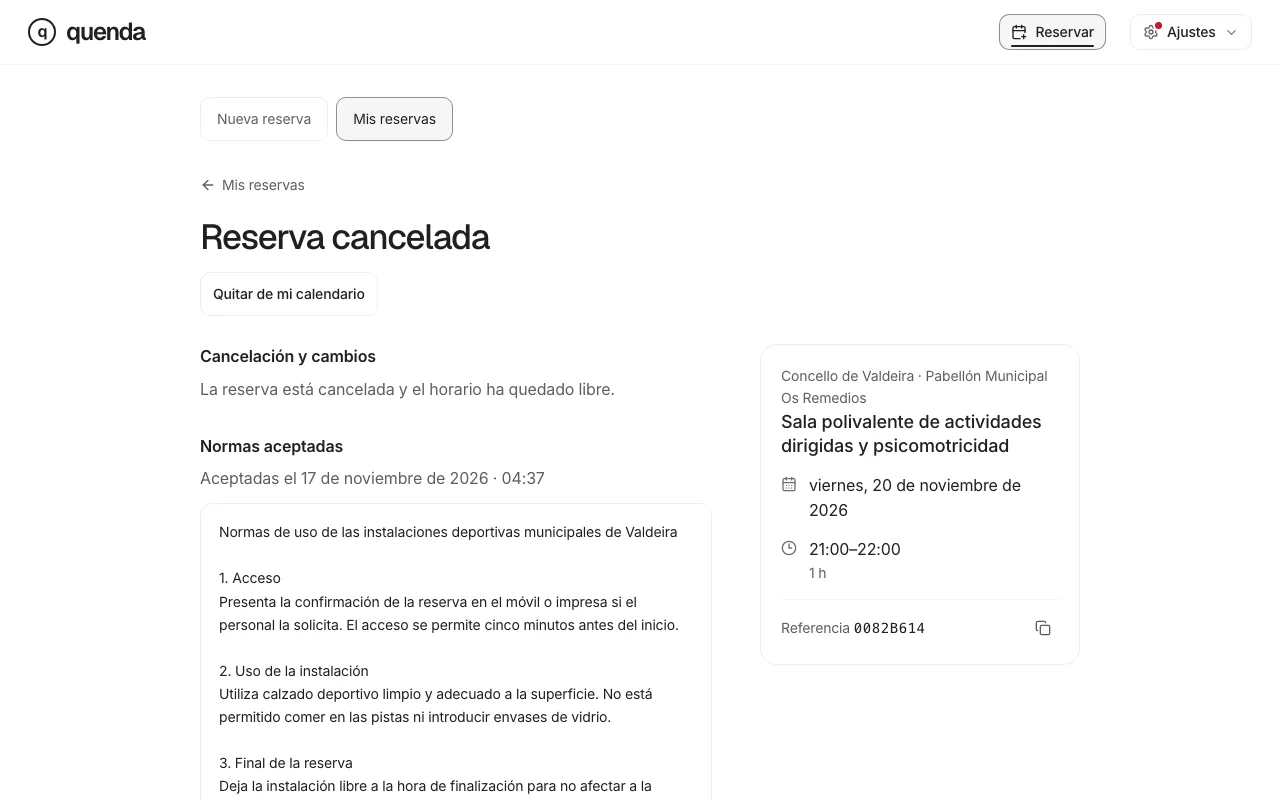 q quenda
Reservar
Ajustes
Nueva reserva
Mis reservas
Mis reservas
Reserva cancelada
Quitar de mi calendario
Cancelación y cambios
La reserva está cancelada y el horario ha quedado libre.
Normas aceptadas
Aceptadas el 17 de noviembre de 2026 · 04:37
Normas de uso de las instalaciones deportivas municipales de Valdeira
1. Acceso
Presenta la confirmación de la reserva en el móvil o impresa si el
personal la solicita. El acceso se permite cinco minutos antes del inicio.
2. Uso de la instalación
Utiliza calzado deportivo limpio y adecuado a la superficie. No está
permitido comer en las pistas ni introducir envases de vidrio.
3. Final de la reserva
Deja la instalación libre a la hora de finalización para no afectar a la
Concello de Valdeira · Pabellón Municipal
Os Remedios
Sala polivalente de actividades
dirigidas y psicomotricidad
viernes, 20 de noviembre de
2026
21:00–22:00
1 h
Referencia 0082B614